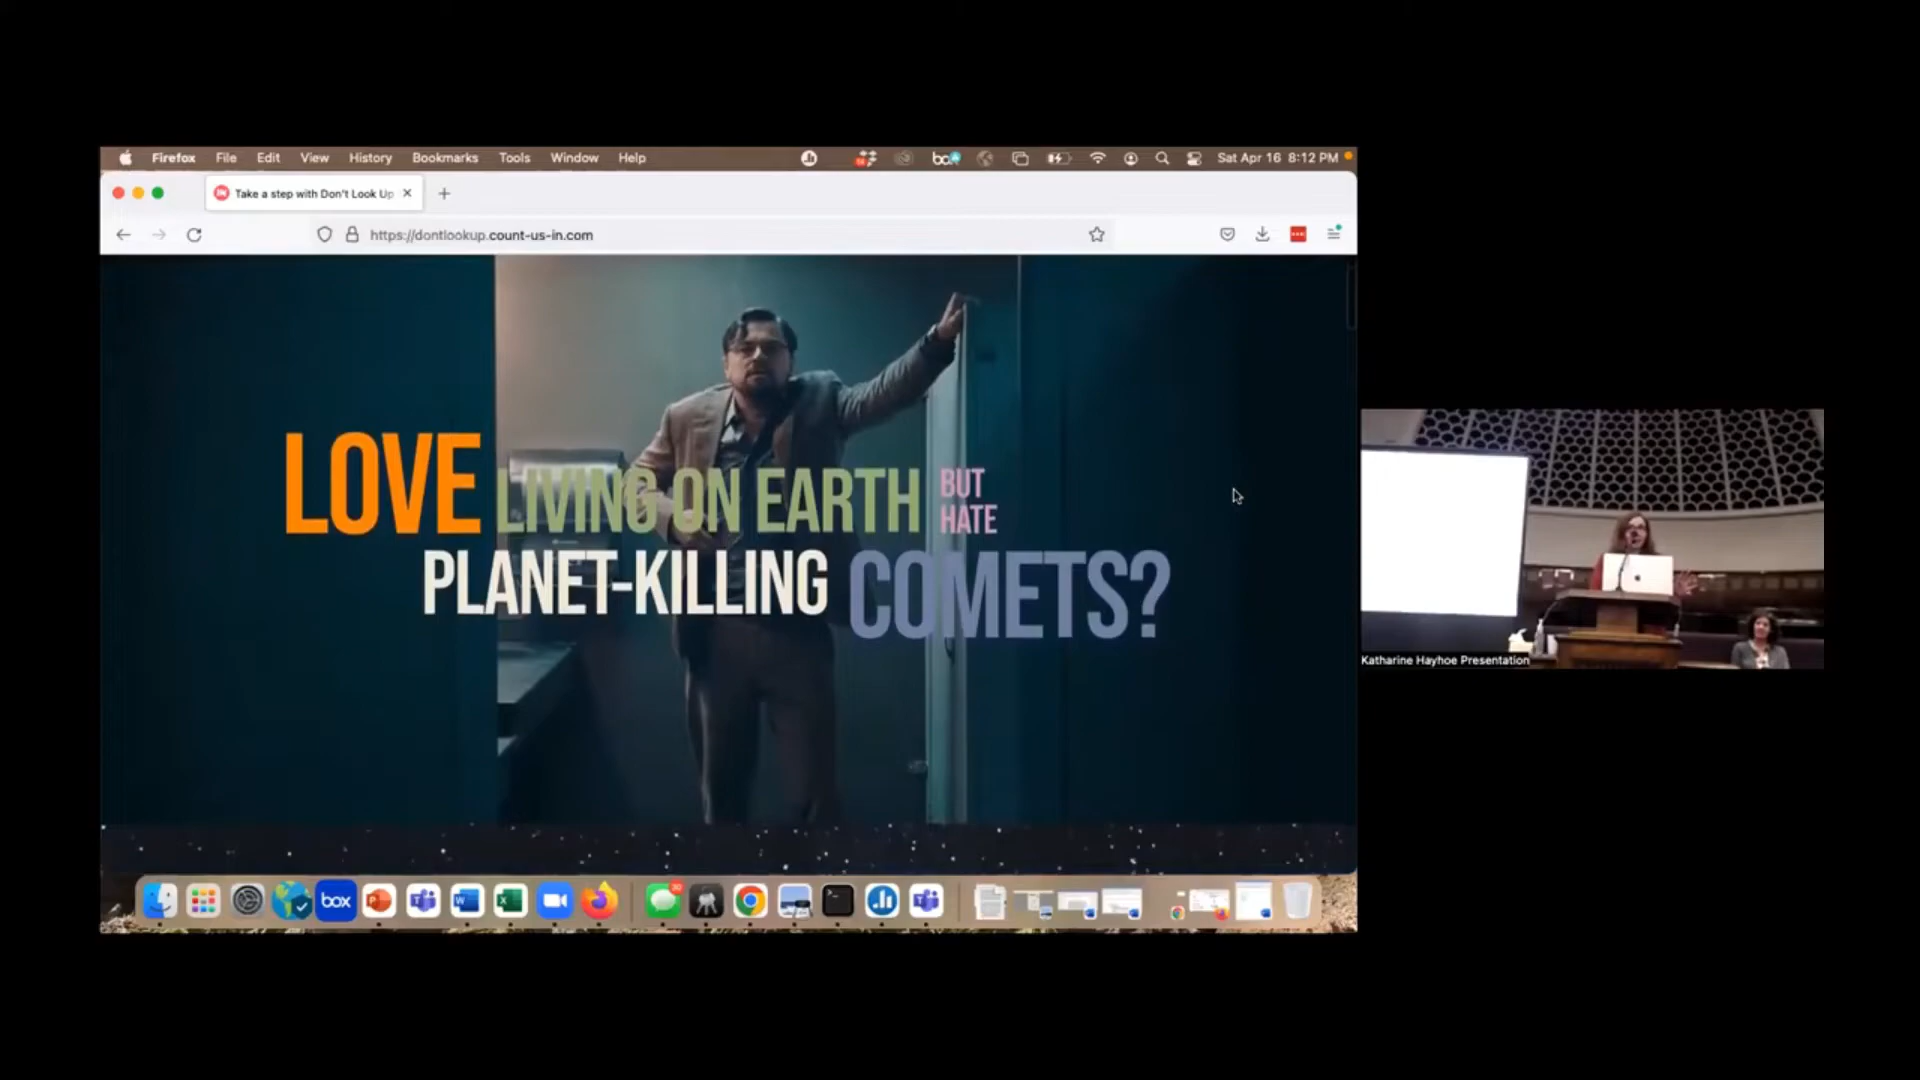 Firefox File Edit View History Bookmarks Tools Window Help Sat Apr 16 8:12 PM
Take a step with Don't Look Up
https://dontlookup.count-us-in.com
LOVE LIVING ON EARTH BUT HATE
PLANET-KILLING COMETS?
Katharine Hayhoe Presentation
box
30